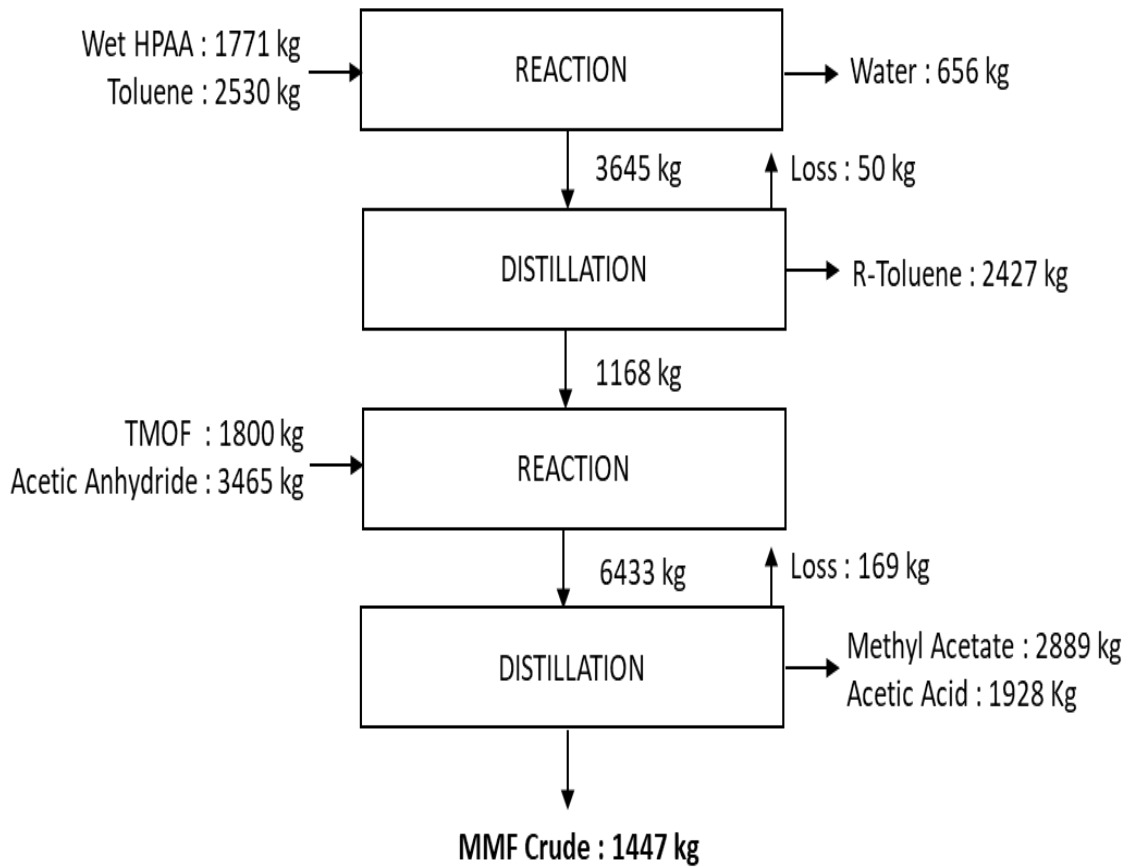 Wet HPAA : 1771 kg
Toluene : 2530 kg
REACTION
Water : 656 kg
3645 kg
Loss : 50 kg
DISTILLATION
R-Toluene : 2427 kg
1168 kg
TMOF : 1800 kg
Acetic Anhydride : 3465 kg
REACTION
6433 kg
Loss : 169 kg
DISTILLATION
Methyl Acetate : 2889 kg
Acetic Acid : 1928 Kg
MMF Crude : 1447 kg